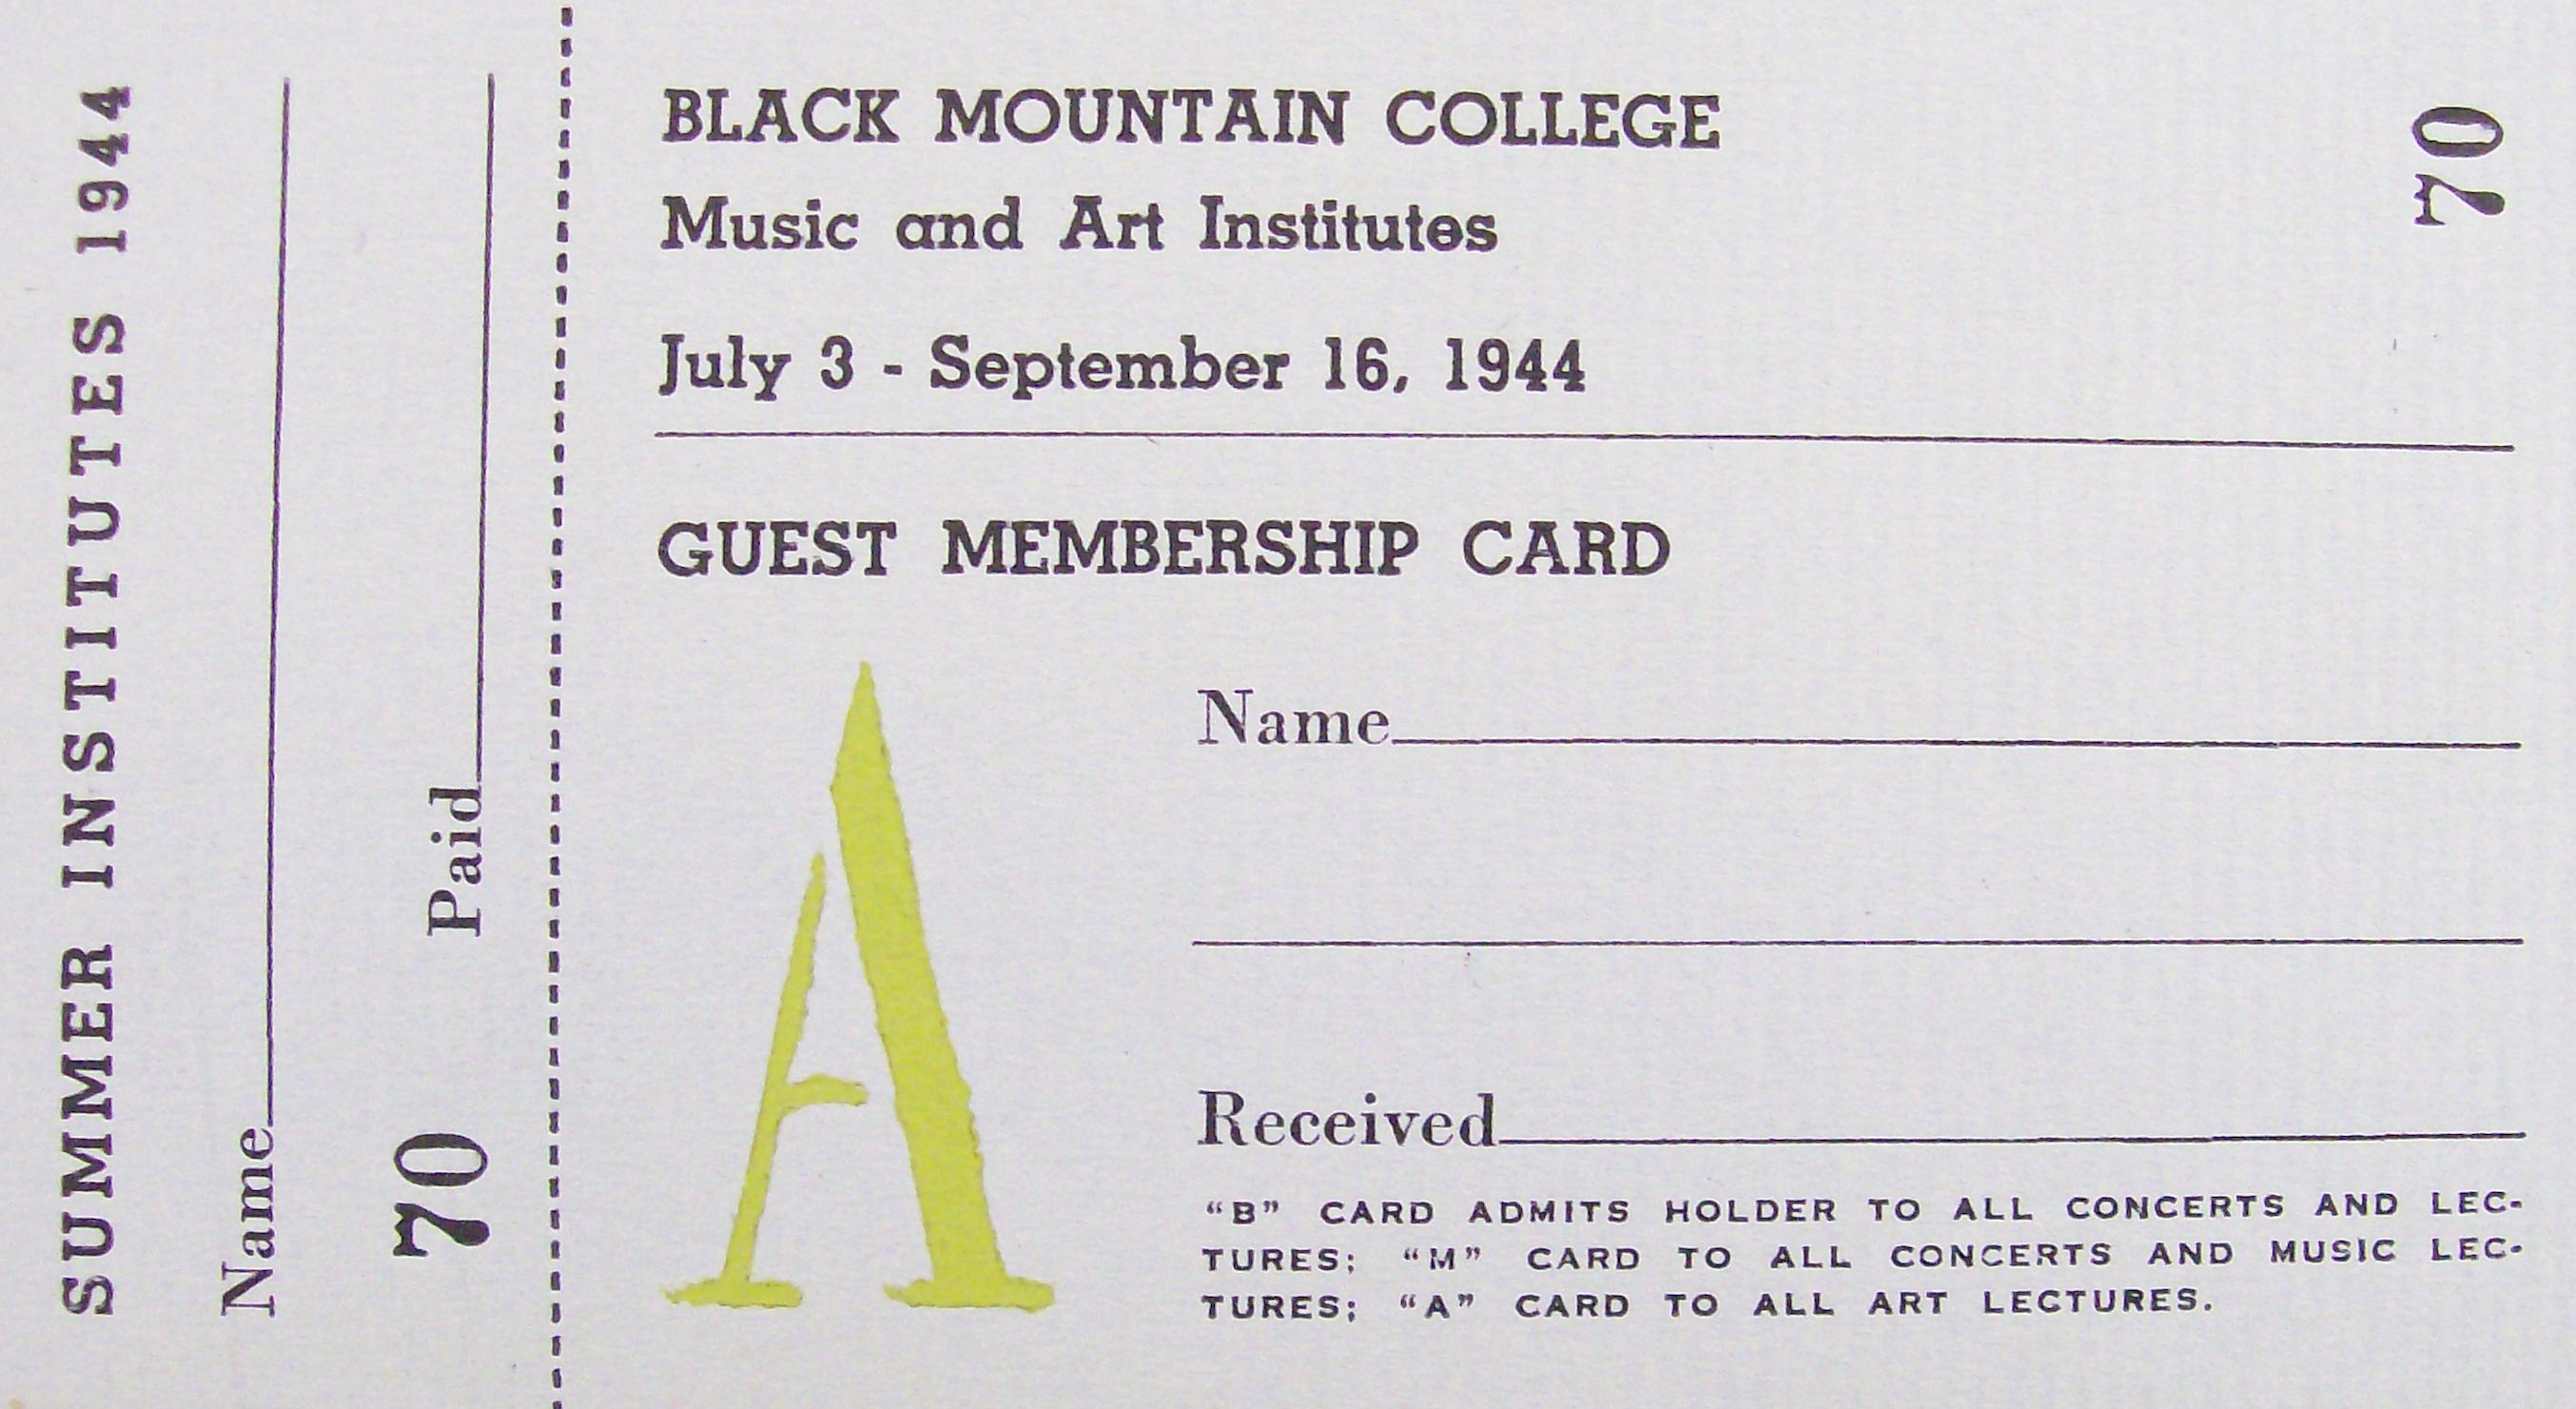 SUMMER INSTITUTES 1944
Name
Paid
70
BLACK MOUNTAIN COLLEGE
70
Music and Art Institutes
July 3 - September 16, 1944
GUEST MEMBERSHIP CARD
A
Name
Received
“B” CARD ADMITS HOLDER TO ALL CONCERTS AND LEC-
TURES; “M” CARD TO ALL CONCERTS AND MUSIC LEC-
TURES; “A” CARD TO ALL ART LECTURES.